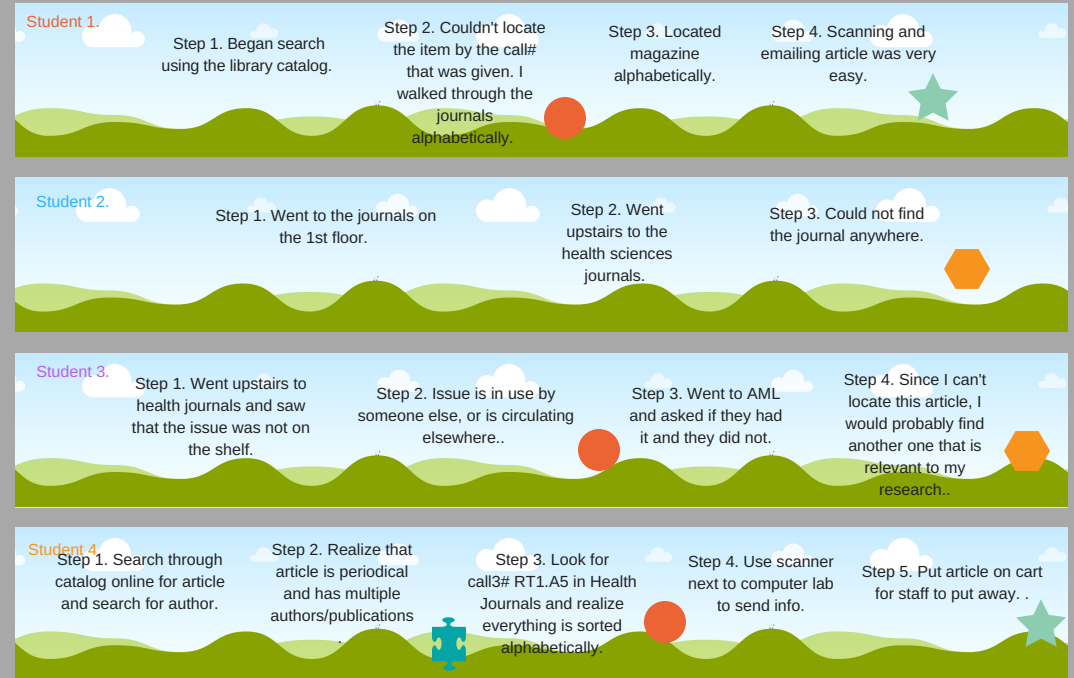 Student 1.
Step 1. Began search
using the library catalog.
Step 2. Couldn't locate
the item by the call#
that was given. I
walked through the
journals
alphabetically.
Step 3. Located
magazine
alphabetically.
Step 4. Scanning and
emailing article was very
easy.
Student 2.
Step 1. Went to the journals on
the 1st floor.
Step 2. Went
upstairs to the
health sciences
journals.
Step 3. Could not find
the journal anywhere.
Student 3.
Step 1. Went upstairs to
health journals and saw
that the issue was not on
the shelf.
Step 2. Issue is in use by
someone else, or is circulating
elsewhere..
Step 3. Went to AML
and asked if they had
it and they did not.
Step 4. Since I can't
locate this article, I
would probably find
another one that is
relevant to my
research..
Student 4.
Step 1. Search through
catalog online for article
and search for author.
Step 2. Realize that
article is periodical
and has multiple
authors/publications
.
Step 3. Look for
call3# RT1.A5 in Health
Journals and realize
everything is sorted
alphabetically.
Step 4. Use scanner
next to computer lab
to send info.
Step 5. Put article on cart
for staff to put away. .